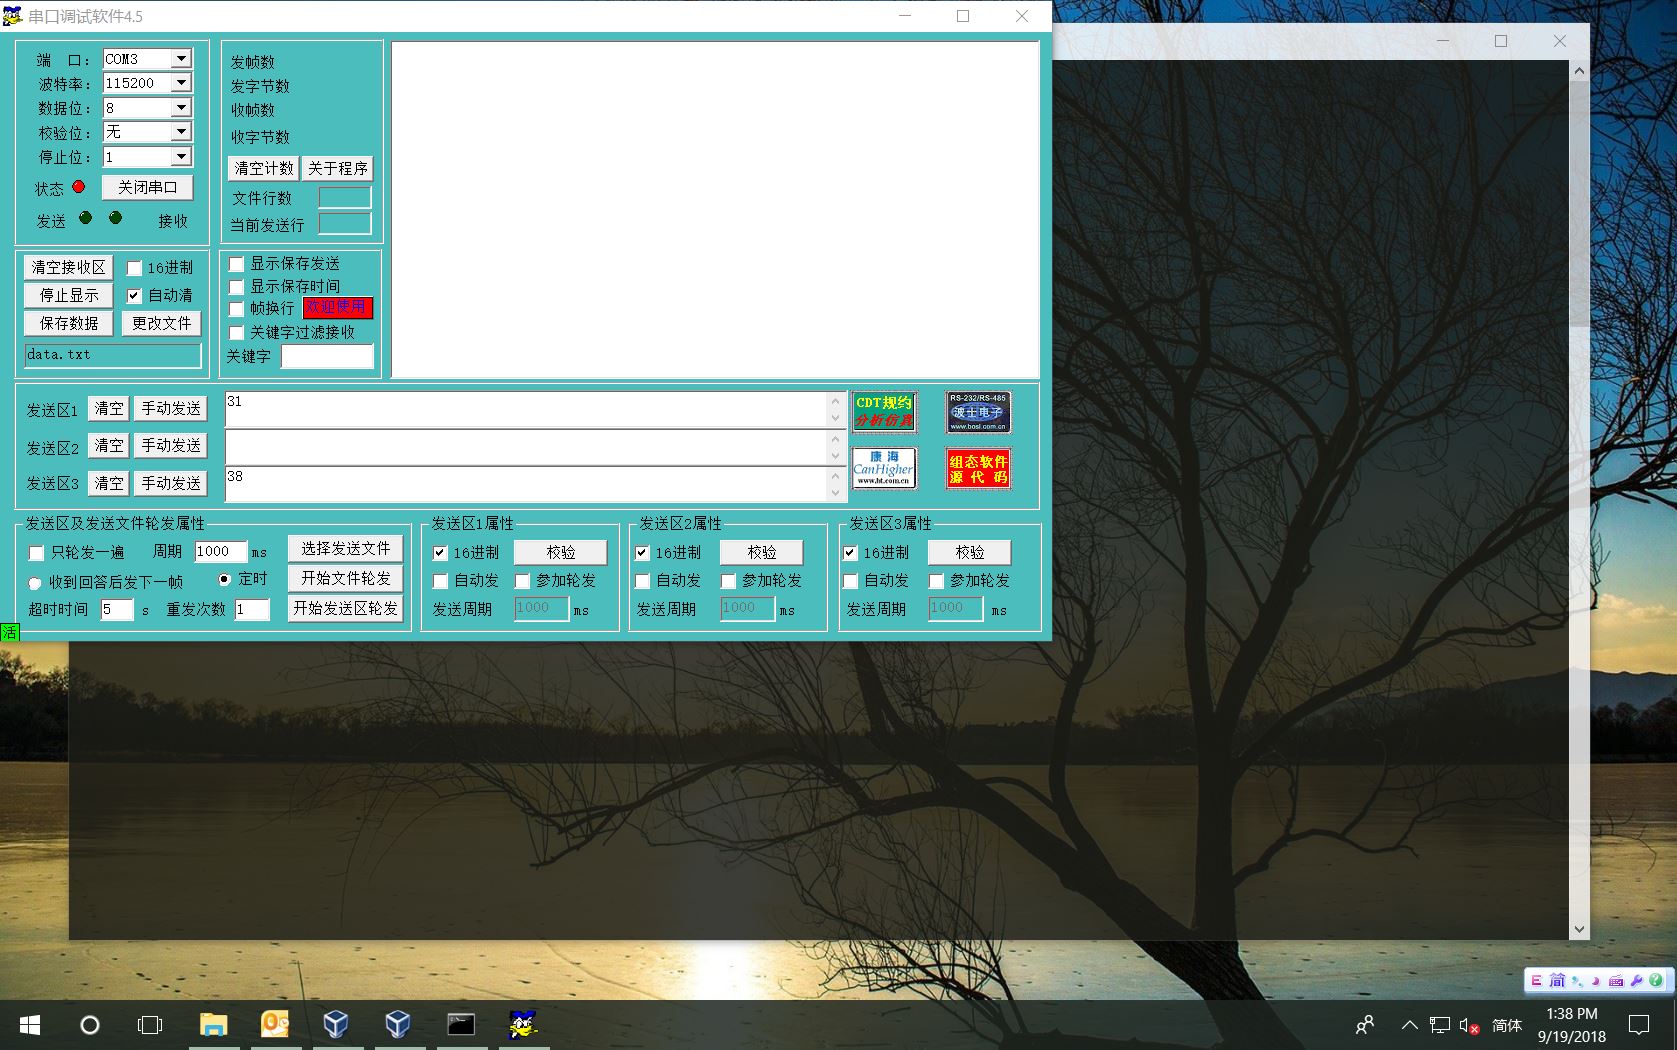 串口调试软件4.5
端 口： COM3
波特率： 115200
数据位： 8
校验位： 无
停止位： 1
状态 关闭串口
发送 接收
发帧数
发字节数
收帧数
收字节数
清空计数 关于程序
文件行数
当前发送行
清空接收区 16进制
停止显示 自动清
保存数据 更改文件
data.txt
显示保存发送
显示保存时间
帧换行 欢迎使用
关键字过滤接收
关键字
发送区1 清空 手动发送 31
发送区2 清空 手动发送
发送区3 清空 手动发送 38
CDT规约
分析仿真
RS-232/RS-485
波士电子
www.bosi.com.cn
康海
CanHigher
www.ht.com.cn
组态软件
源代码
发送区及发送文件轮发属性
只轮发一遍 周期 1000 ms 选择发送文件
收到回答后发下一帧 定时 开始文件轮发
超时时间 5 s 重发次数 1 开始发送区轮发
发送区1属性
16进制 校验
自动发 参加轮发
发送周期 1000 ms
发送区2属性
16进制 校验
自动发 参加轮发
发送周期 1000 ms
发送区3属性
16进制 校验
自动发 参加轮发
发送周期 1000 ms
活
E 简
简体
1:38 PM
9/19/2018